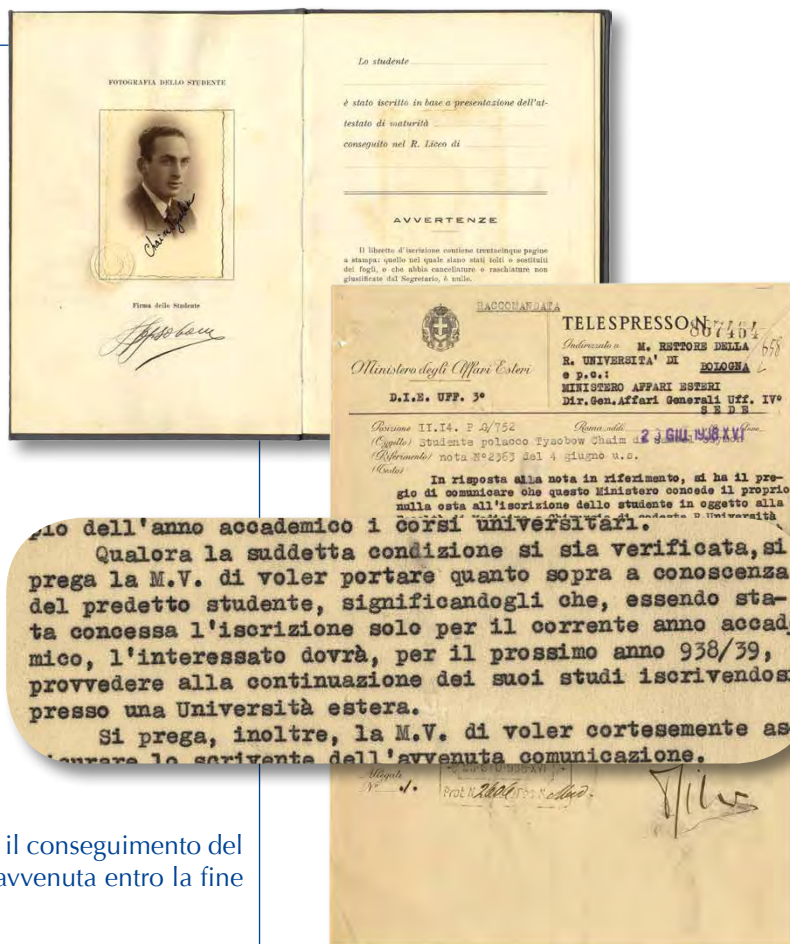 FOTOGRAFIA DELLO STUDENTE
Firma dello Studente
Lo studente
è stato iscritto in base a presentazione dell'at-
testato di maturità
conseguito nel R. Liceo di
AVVERTENZE
Il libretto d'iscrizione contiene trentacinque pagine
a stampa: quello nel quale siano stati tolti o sostituiti
dei fogli, o che abbia cancellature o raschiature non
giustificate dal Segretario, è nullo.
RACCOMANDATA
Ministero degli Affari Esteri
D.I.E. UFF. 3°
TELESPRESSO N.
Indirizzato a M. RETTORE DELLA
R. UNIVERSITA' DI BOLOGNA
e p.c.:
MINISTERO AFFARI ESTERI
Dir.Gen.Affari Generali Uff. IV°
S E D E
Posizione II.I4.
Roma, addì 23 GIU. 1938 XVI
(Oggetto) Studente polacco Tysobow Chaim
(Riferimento) nota N°2363 del 4 giugno u.s.
(Testo)
In risposta alla nota in riferimento, si ha il pre-
gio di comunicare che questo Ministero concede il proprio
nulla osta all'iscrizione dello studente in oggetto alla
pio dell'anno accademico i corsi universitari.
Qualora la suddetta condizione si sia verificata, si
prega la M.V. di voler portare quanto sopra a conoscenza
del predetto studente, significandogli che, essendo sta-
ta concessa l'iscrizione solo per il corrente anno accad
mico, l'interessato dovrà, per il prossimo anno 938/39,
provvedere alla continuazione dei suoi studi iscrivendos
presso una Università estera.
Si prega, inoltre, la M.V. di voler cortesemente as
lo scrivente dell'avvenuta comunicazione.
Allegati
N°
il conseguimento del
avvenuta entro la fine